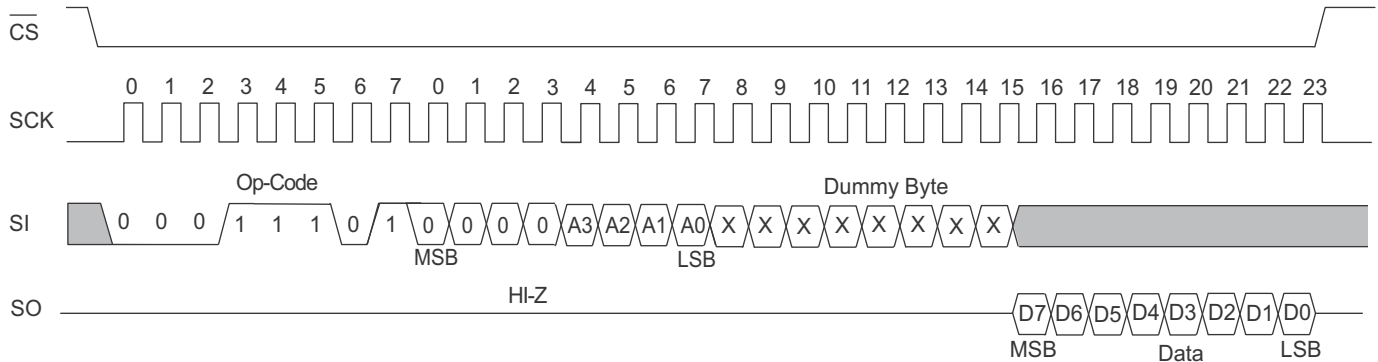 CS
0 1 2 3 4 5 6 7 0 1 2 3 4 5 6 7 8 9 10 11 12 13 14 15 16 17 18 19 20 21 22 23
SCK
Op-Code Dummy Byte
SI 0 0 0 1 1 1 0 1 0 0 0 0 A3 A2 A1 A0 X X X X X X X X
MSB LSB
HI-Z
SO D7 D6 D5 D4 D3 D2 D1 D0
MSB Data LSB